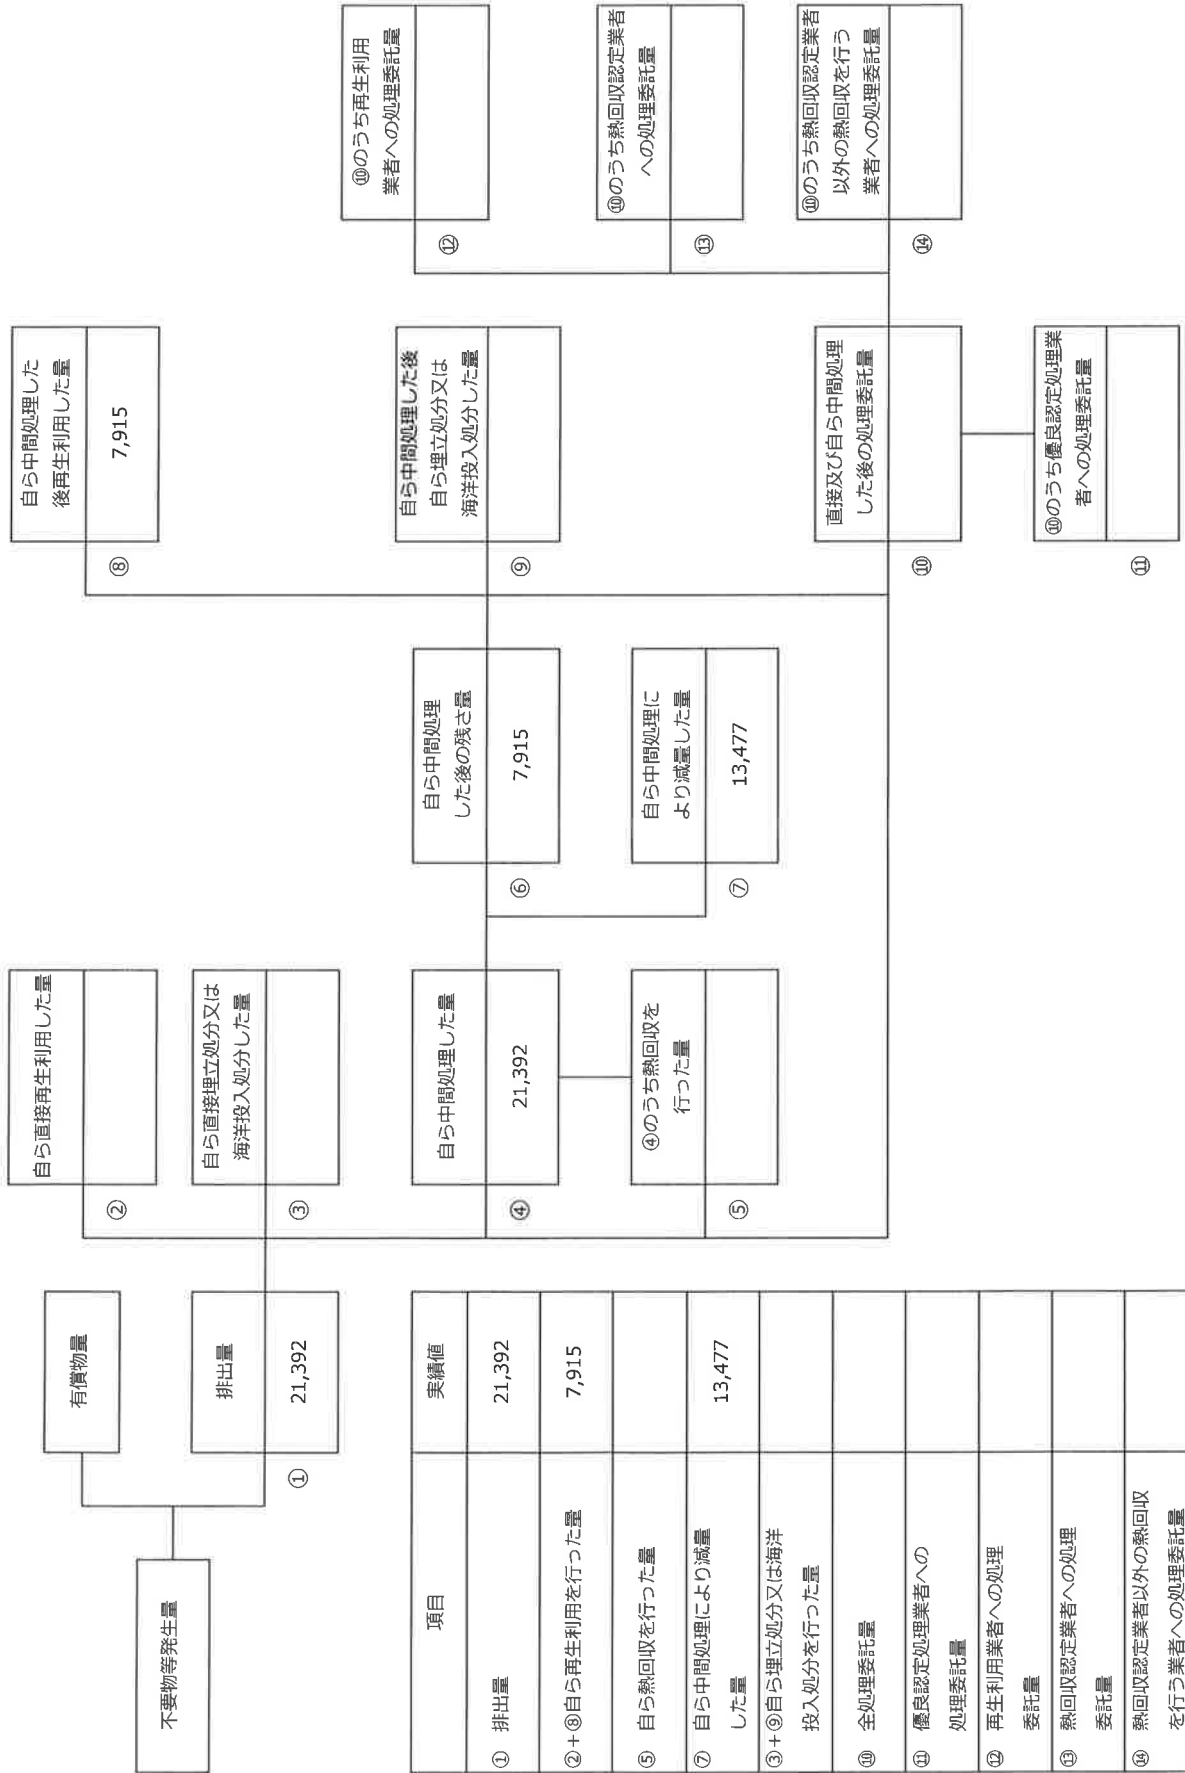 不要物等発生量
有償物量
排出量
21,392
①
自ら直接再生利用した量
②
自ら直接埋立処分又は
海洋投入処分した量
③
自ら中間処理した量
21,392
④
④のうち熱回収を
行った量
⑤
自ら中間処理
した後の残さ量
7,915
⑥
自ら中間処理に
より減量した量
13,477
⑦
自ら中間処理した
後再生利用した量
7,915
⑧
自ら中間処理した後
自ら埋立処分又は
海洋投入処分した量
⑨
直接及び自ら中間処理
した後の処理委託量
⑩
⑩のうち優良認定処理業
者への処理委託量
⑪
⑩のうち再生利用
業者への処理委託量
⑫
⑩のうち熱回収認定業者
への処理委託量
⑬
⑩のうち熱回収認定業者
以外の熱回収を行う
業者への処理委託量
⑭
項目 実績値
① 排出量 21,392
②+⑧自ら再生利用を行った量 7,915
⑤ 自ら熱回収を行った量
⑦ 自ら中間処理により減量
した量 13,477
③+⑨自ら埋立処分又は海洋
投入処分を行った量
⑩ 全処理委託量
⑪ 優良認定処理業者への
処理委託量
⑫ 再生利用業者への処理
委託量
⑬ 熱回収認定業者への処理
委託量
⑭ 熱回収認定業者以外の熱回収
を行う業者への処理委託量